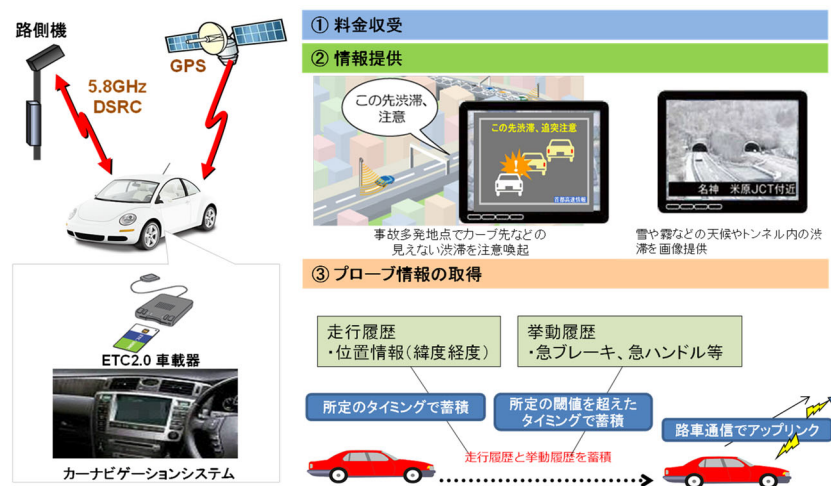 路側機
GPS
5.8GHz
DSRC
ETC2.0 車載器
カーナビゲーションシステム
① 料金収受
② 情報提供
この先渋滞、
注意
この先渋滞、追突注意
首都高速情報
事故多発地点でカーブ先などの
見えない渋滞を注意喚起
名神 米原JCT付近
雪や霧などの天候やトンネル内の渋
滞を画像提供
③ プローブ情報の取得
走行履歴
・位置情報(緯度経度)
挙動履歴
・急ブレーキ、急ハンドル等
所定のタイミングで蓄積
所定の閾値を超えた
タイミングで蓄積
路車通信でアップリンク
走行履歴と挙動履歴を蓄積